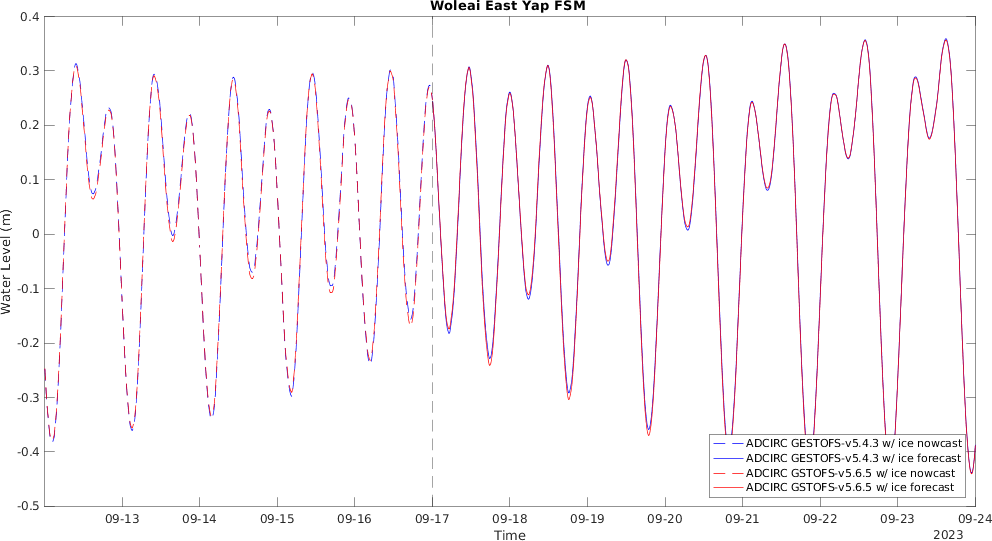 Woleai East Yap FSM
0.4
0.3
0.2
0.1
0
-0.1
-0.2
-0.3
-0.4
-0.5
Water Level (m)
ADCIRC GESTOFS-v5.4.3 w/ ice nowcast
ADCIRC GESTOFS-v5.4.3 w/ ice forecast
ADCIRC GSTOFS-v5.6.5 w/ ice nowcast
ADCIRC GSTOFS-v5.6.5 w/ ice forecast
09-13 09-14 09-15 09-16 09-17 09-18 09-19 09-20 09-21 09-22 09-23 09-24
Time
2023